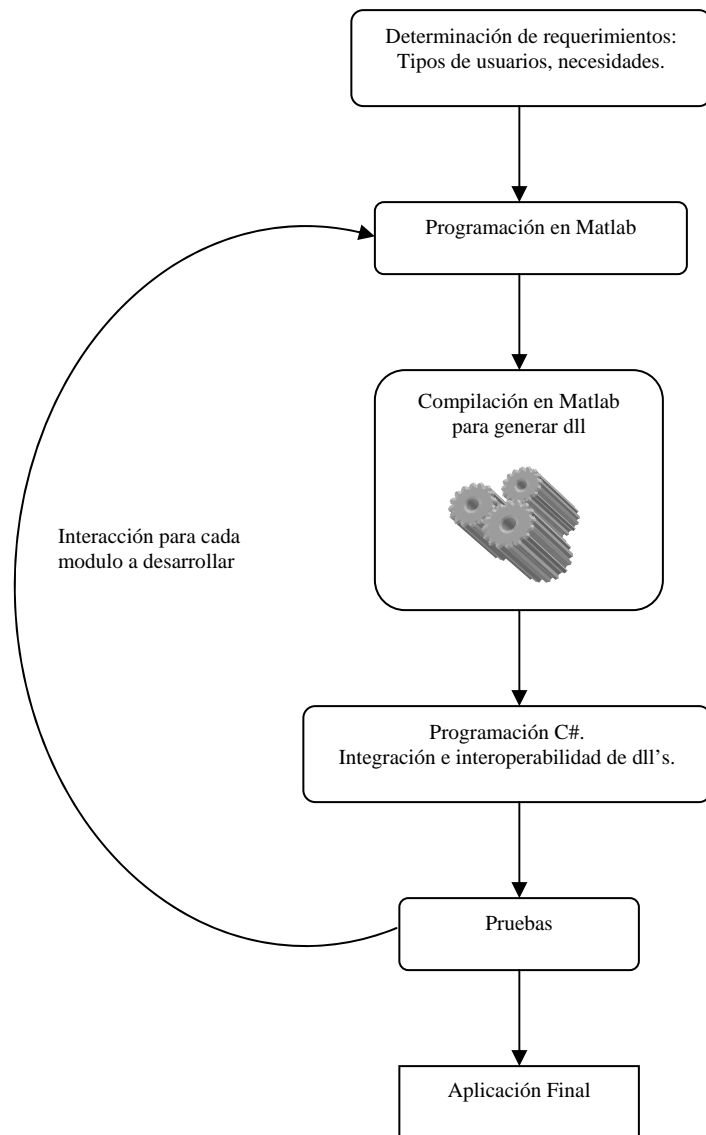 Determinación de requerimientos:
Tipos de usuarios, necesidades.
Programación en Matlab
Compilación en Matlab
para generar dll
Interacción para cada
modulo a desarrollar
Programación C#.
Integración e interoperabilidad de dll’s.
Pruebas
Aplicación Final